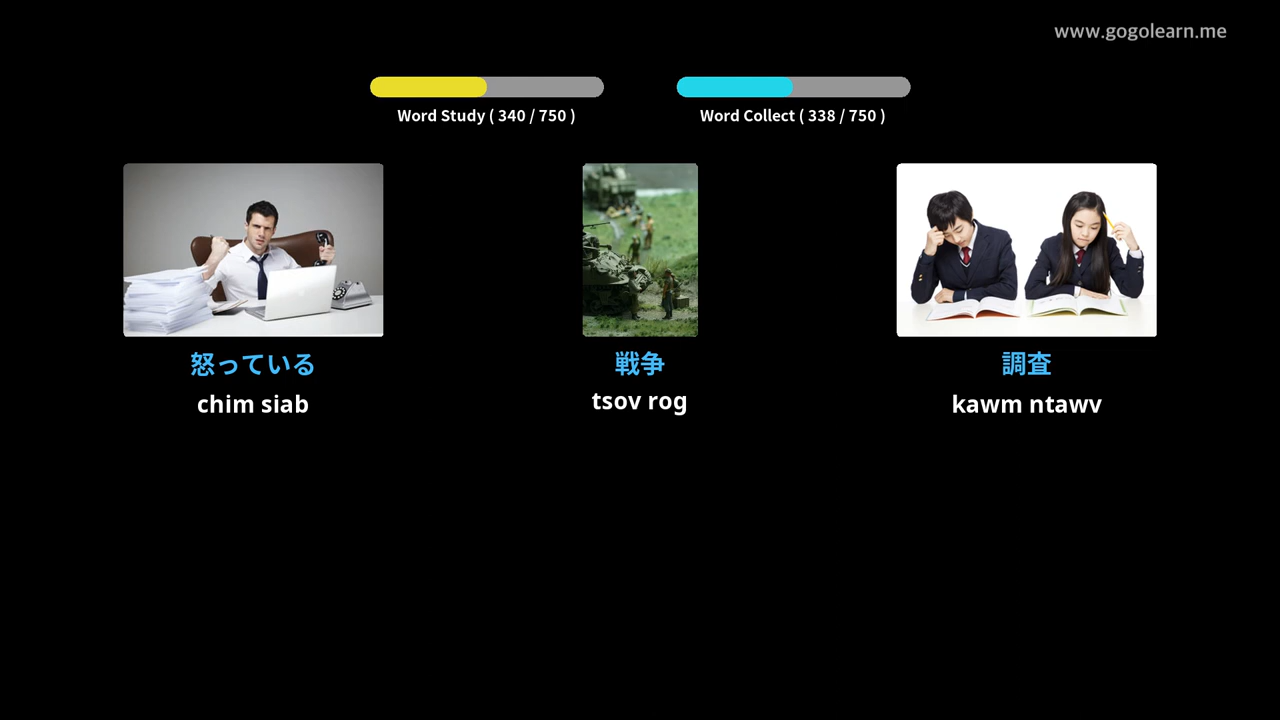 www.gogolearn.me
Word Study ( 340 / 750 )
Word Collect ( 338 / 750 )
怒っている
戦争
調査
chim siab
tsov rog
kawm ntawv